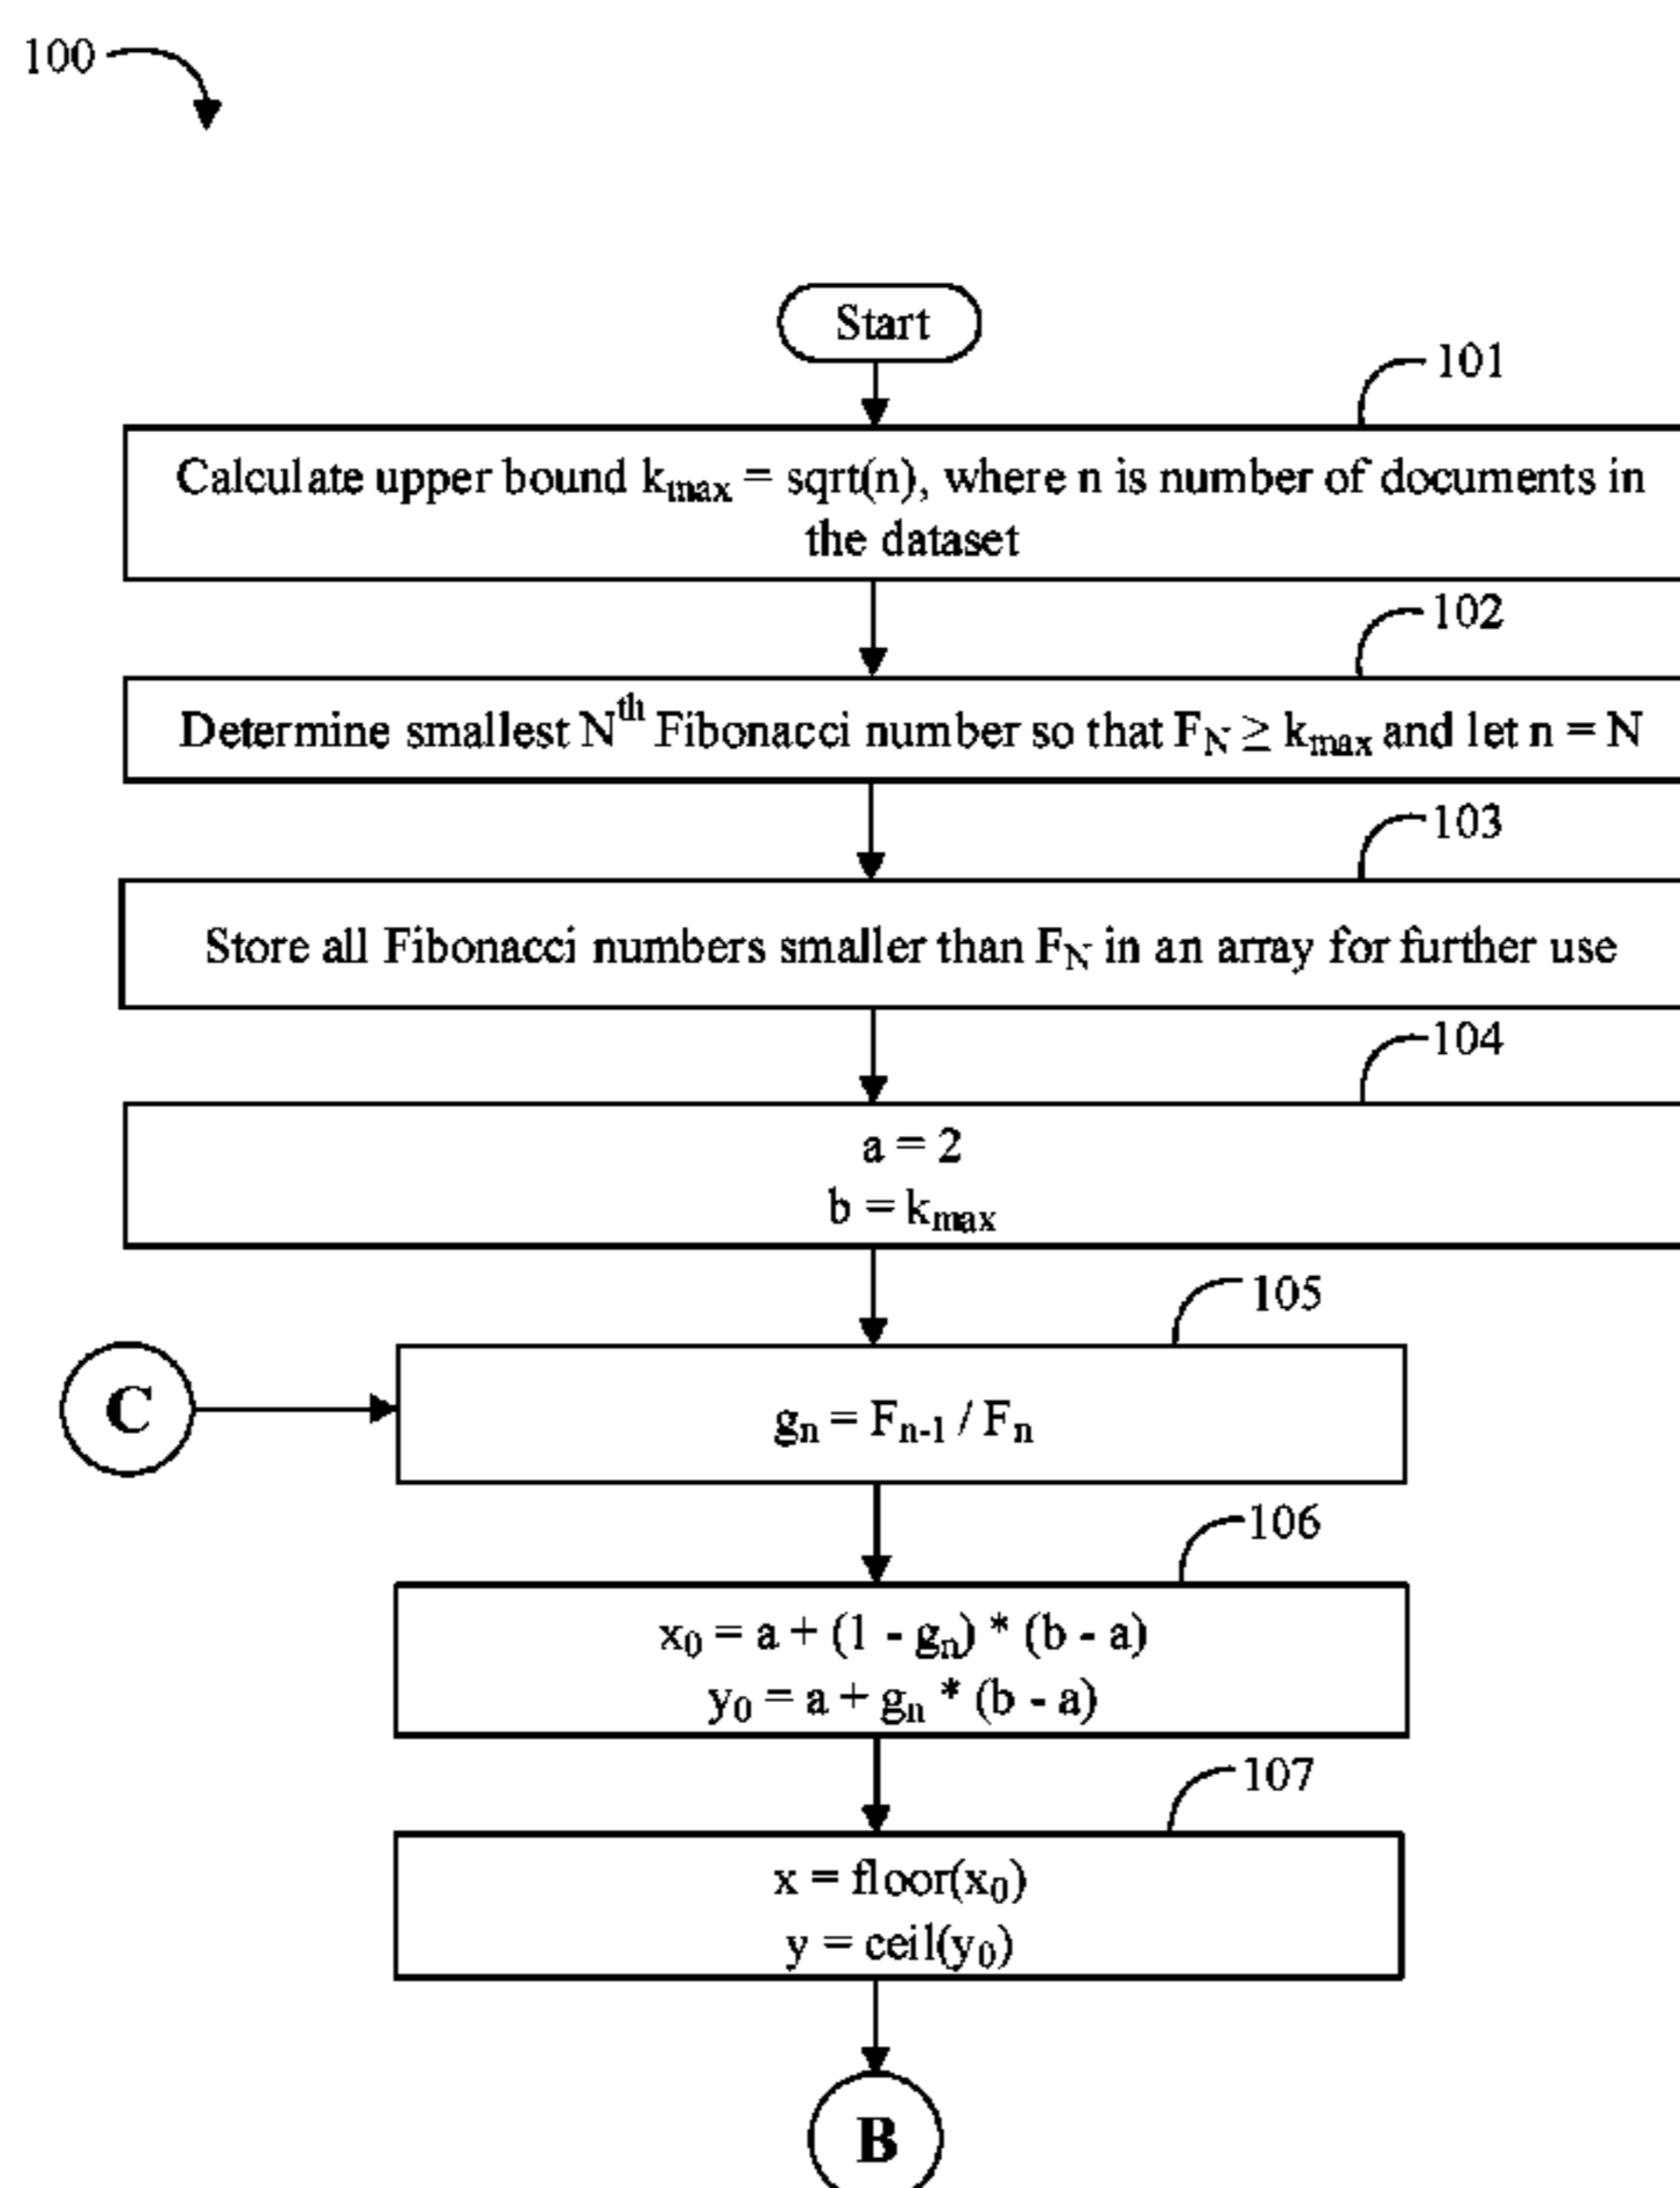 100
Start
101
Calculate upper bound kmax = sqrt(n), where n is number of documents in
the dataset
102
Determine smallest Nth Fibonacci number so that FN ≥ kmax and let n = N
103
Store all Fibonacci numbers smaller than FN in an array for further use
104
a = 2
b = kmax
105
C
gn = Fn-1 / Fn
106
x0 = a + (1 - gn) * (b - a)
y0 = a + gn * (b - a)
107
x = floor(x0)
y = ceil(y0)
B